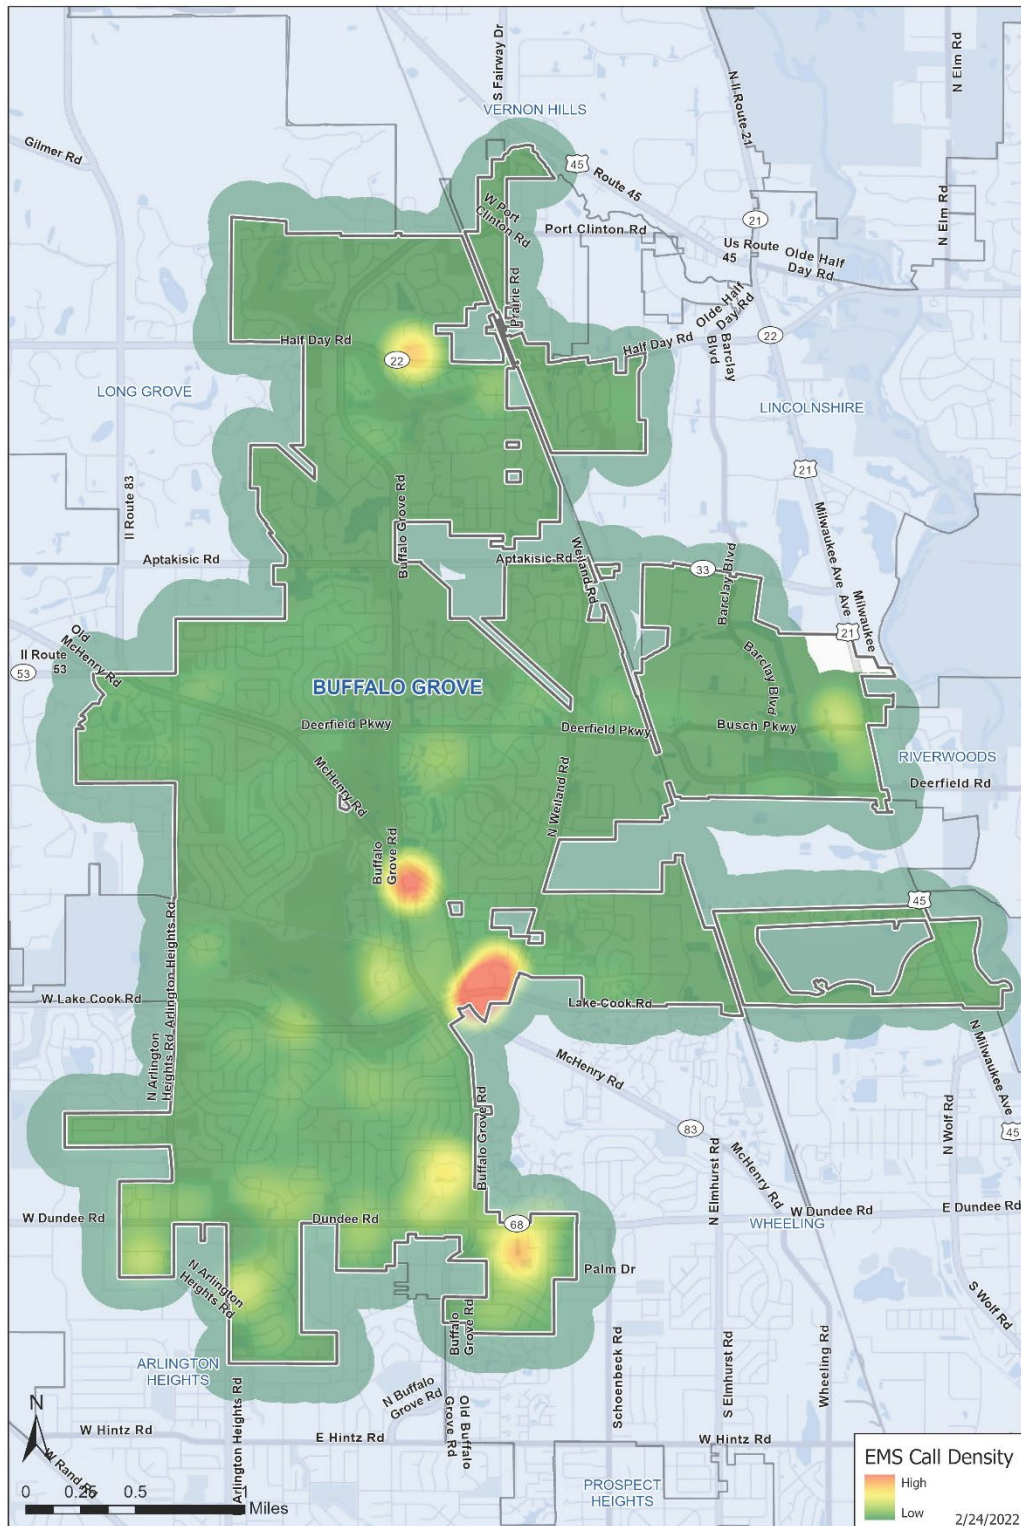 S Fairway Dr
N Il Route 21
N Elm Rd
VERNON HILLS
Gilmer Rd
45
Route 45
W Port
Clinton Rd
Port Clinton Rd
21
N Elm Rd
Us Route
45
Olde Half
Day Rd
Prairie Rd
Olde Half
Day Rd
Half Day Rd
22
Half Day Rd
Barclay
Blvd
22
LONG GROVE
LINCOLNSHIRE
21
Il Route 83
Buffalo Grove Rd
Milwaukee Ave
Aptakisic Rd
Aptakisic Rd
Weiland Rd
33
Barclay Blvd
Ave
Milwaukee
21
Old
McHenry Rd
Il Route
53
53
BUFFALO GROVE
Barclay
Blvd
Deerfield Pkwy
Deerfield Pkwy
Busch Pkwy
RIVERWOODS
Deerfield Rd
McHenry Rd
N Weiland Rd
Buffalo
Grove Rd
45
Arlington Heights Rd
W Lake Cook Rd
Lake-Cook Rd
N Arlington
Heights Rd
McHenry Rd
N Milwaukee Ave
83
45
Buffalo Grove Rd
N Elmhurst Rd
McHenry Rd
N Wolf Rd
W Dundee Rd
Dundee Rd
68
W Dundee Rd
E Dundee Rd
WHEELING
N Arlington
Heights Rd
Palm Dr
S Wolf Rd
Buffalo
Grove Rd
ARLINGTON
HEIGHTS
Arlington Heights Rd
N Buffalo
Grove Rd
Old Buffalo
Grove Rd
Schoenbeck Rd
S Elmhurst Rd
Wheeling Rd
N
W Hintz Rd
E Hintz Rd
W Hintz Rd
W Rand Rd
PROSPECT
HEIGHTS
0 0.25 0.5 1
Miles
EMS Call Density
High
Low
2/24/2022